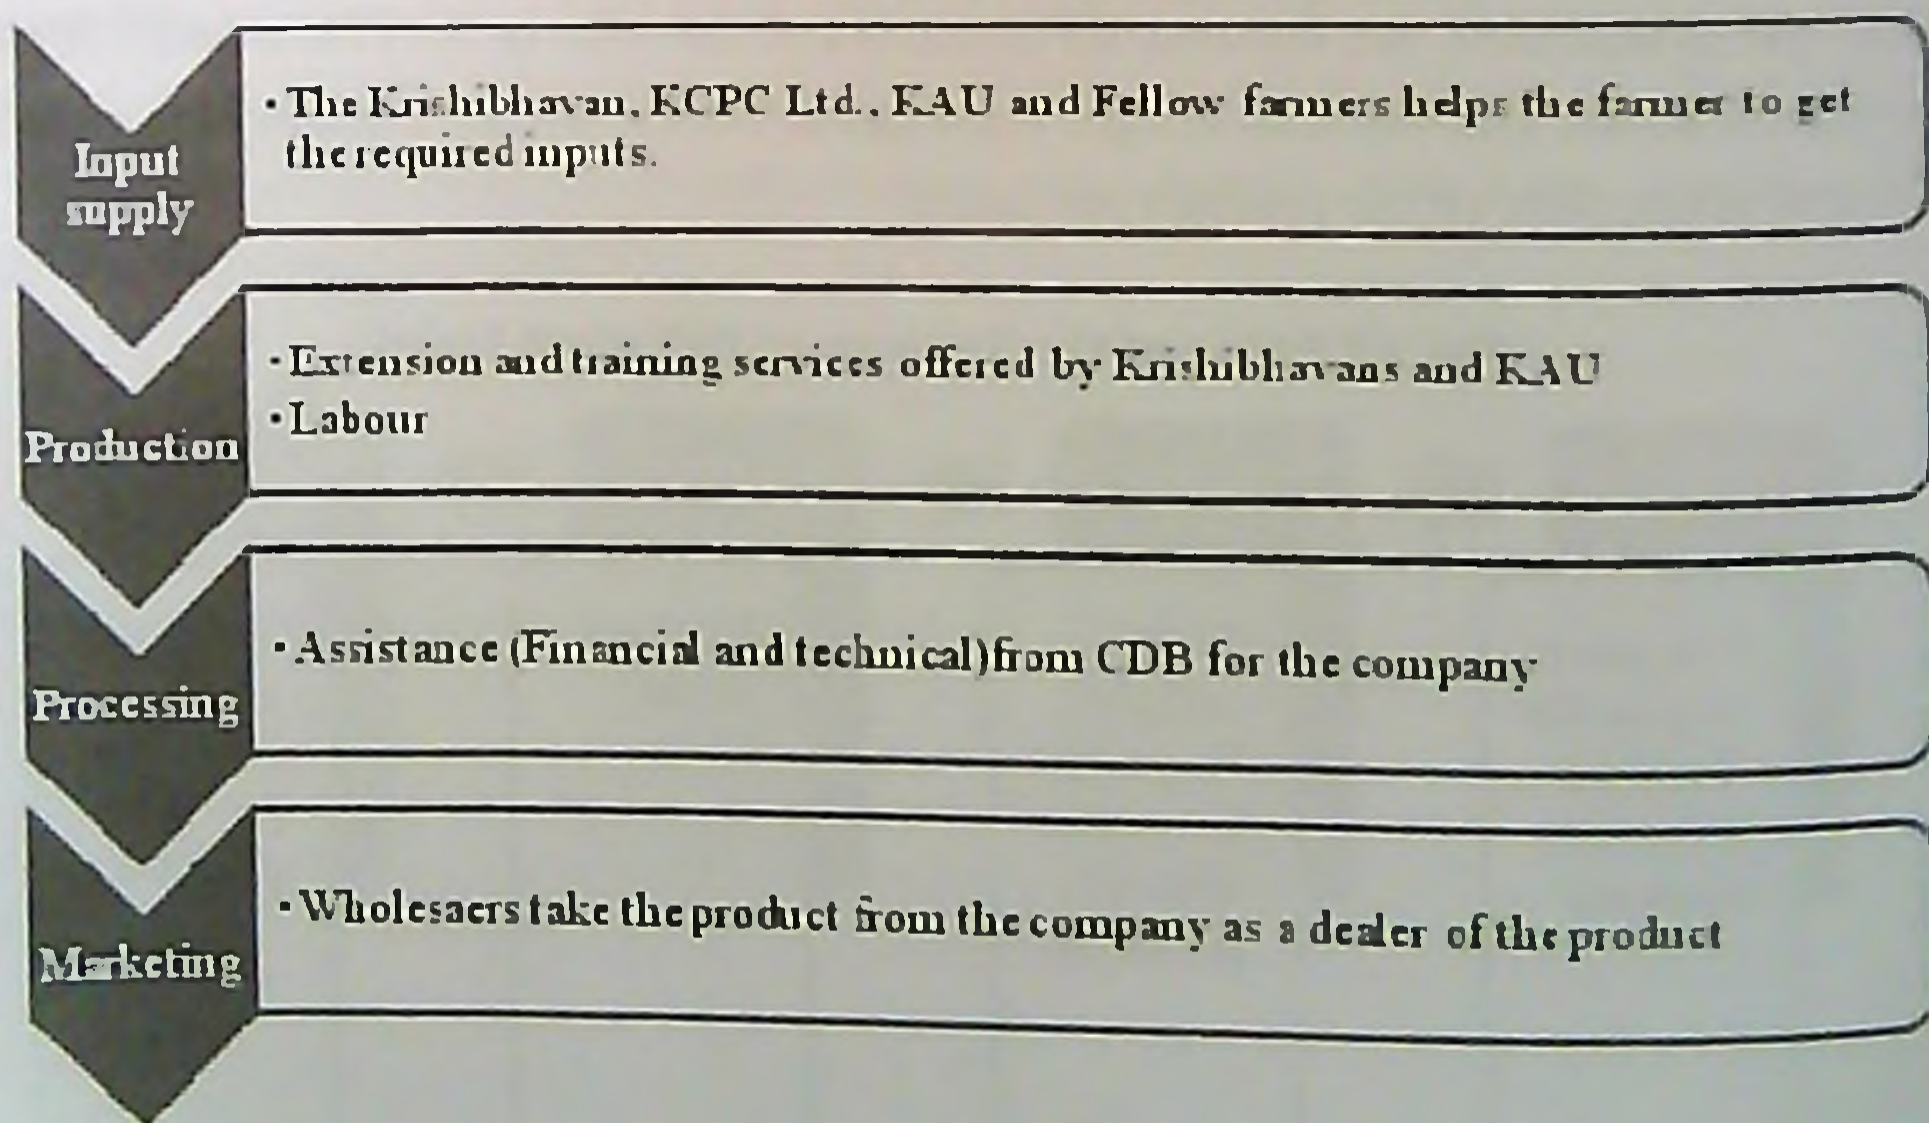 Input
supply
• The Krishibhavan, KCPC Ltd., KAU and Fellow farmers helps the farmer to get
the required inputs.
Production
• Extension and training services offered by Krishibhavans and KAU
• Labour
Processing
• Assistance (Financial and technical)from CDB for the company
Marketing
• Wholesaers take the product from the company as a dealer of the product